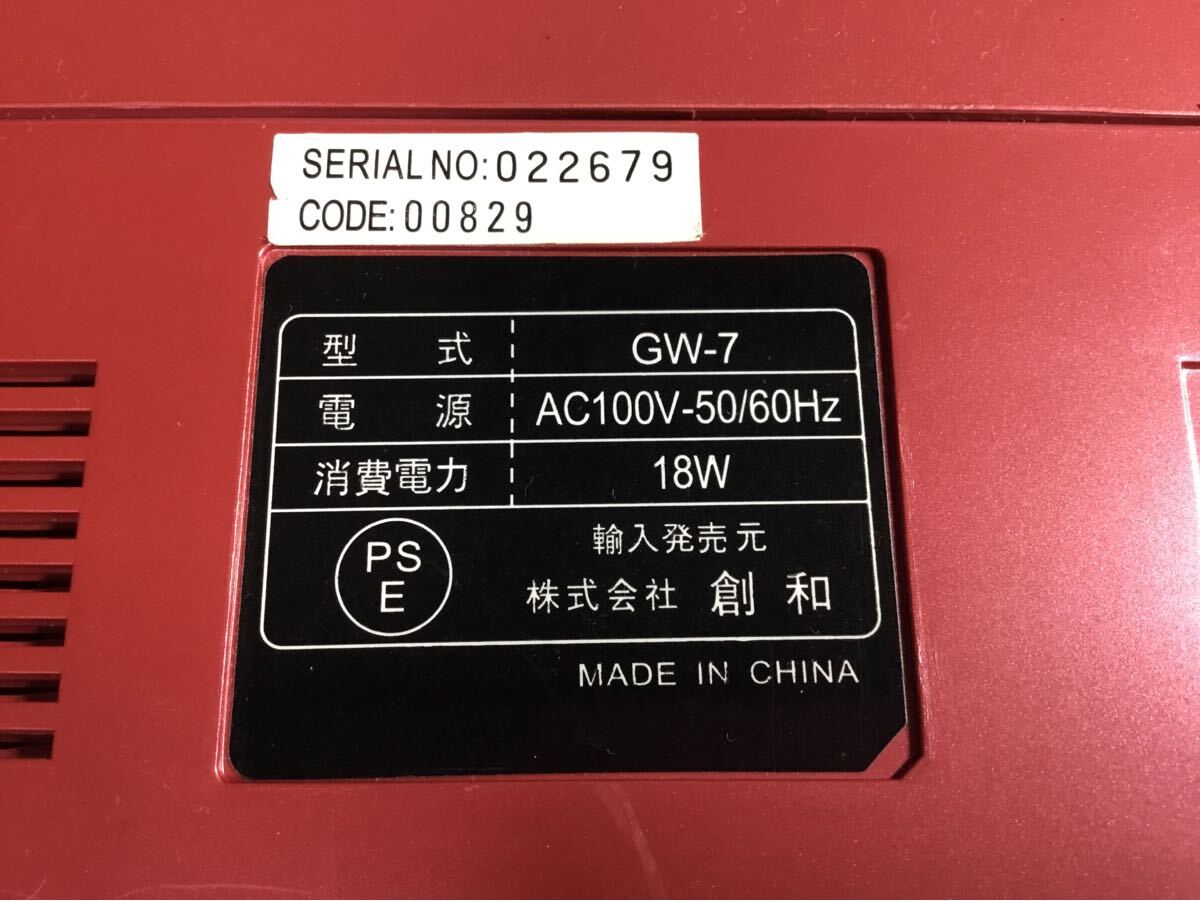 SERIAL NO:022679
CODE:00829
型 式 GW-7
電 源 AC100V-50/60Hz
消費電力 18W
PS
E
輸入発売元
株式会社 創和
MADE IN CHINA